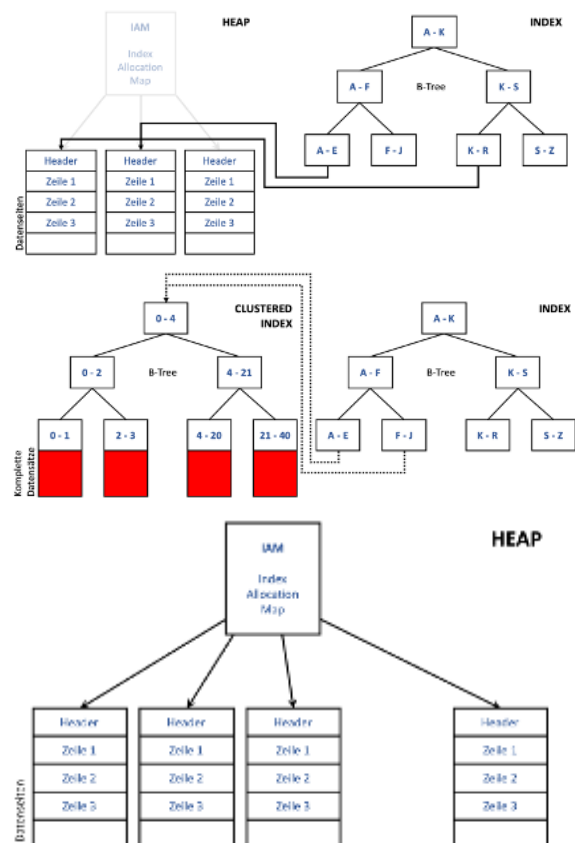 HEAP
INDEX
IAM
Index
Allocation
Map
A - K
A - F
B-Tree
K - S
A - E
F - J
K - R
S - Z
Datenseiten
Header
Header
Header
Zeile 1
Zeile 1
Zeile 1
Zeile 2
Zeile 2
Zeile 2
Zeile 3
Zeile 3
Zeile 3
CLUSTERED
INDEX
0 - 4
0 - 2
B-Tree
4 - 21
0 - 1
2 - 3
4 - 20
21 - 40
Komplette
Datensätze
INDEX
A - K
A - F
B-Tree
K - S
A - E
F - J
K - R
S - Z
HEAP
IAM
Index
Allocation
Map
Datenseiten
Header
Header
Header
Header
Zeile 1
Zeile 1
Zeile 1
Zeile 1
Zeile 2
Zeile 2
Zeile 2
Zeile 2
Zeile 3
Zeile 3
Zeile 3
Zeile 3